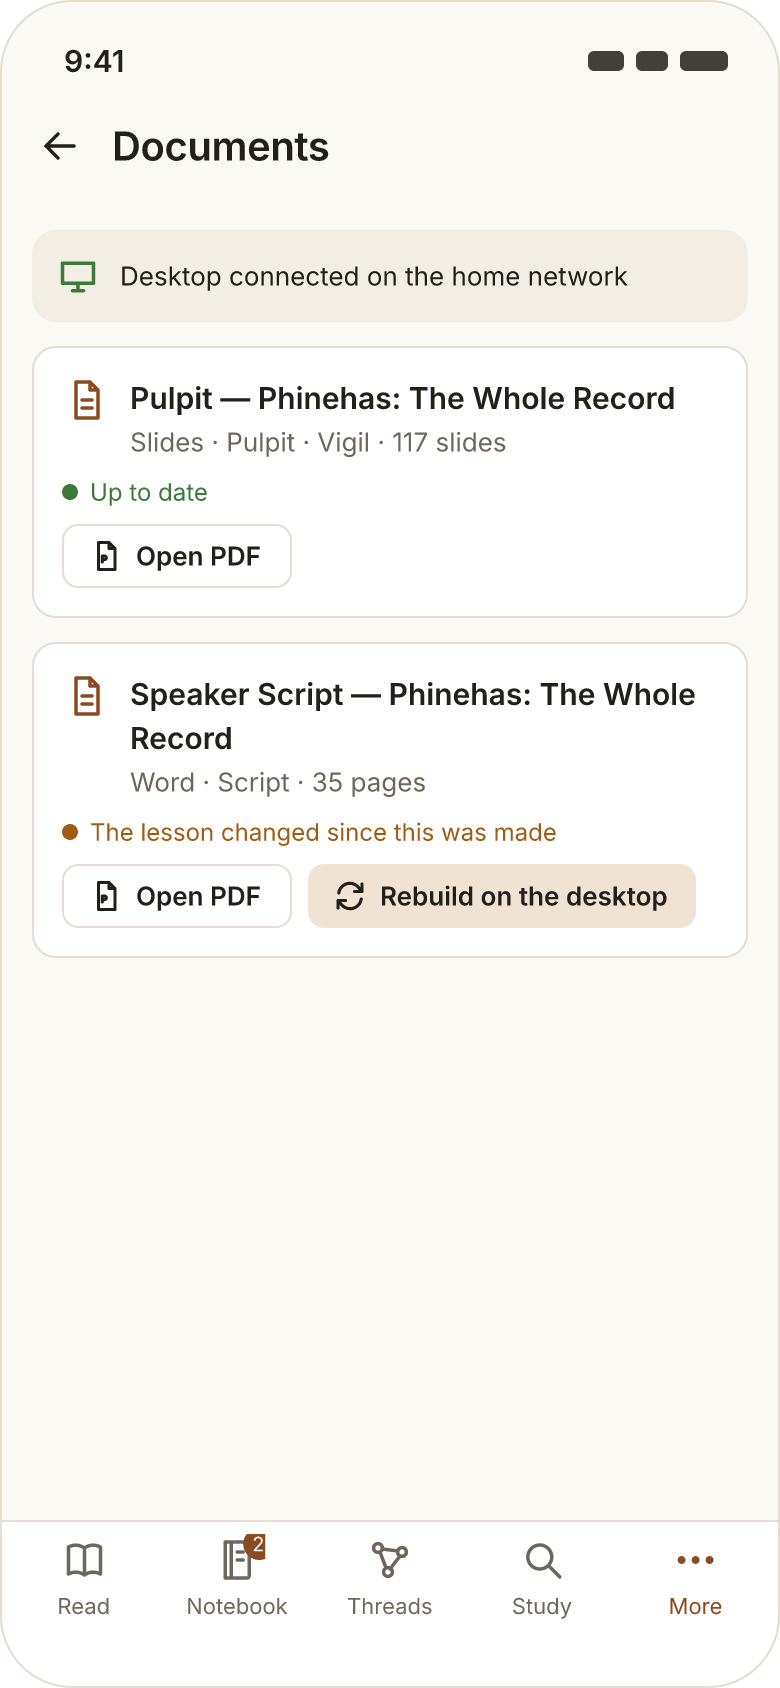 9:41
Documents
Desktop connected on the home network
Pulpit — Phinehas: The Whole Record
Slides · Pulpit · Vigil · 117 slides
Up to date
Open PDF
Speaker Script — Phinehas: The Whole
Record
Word · Script · 35 pages
The lesson changed since this was made
Open PDF
Rebuild on the desktop
2
Read
Notebook
Threads
Study
More